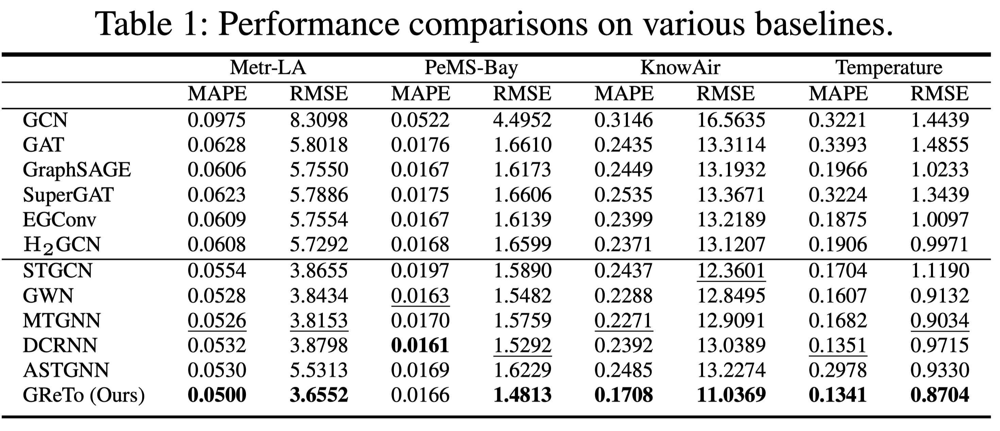 Table 1: Performance comparisons on various baselines.
Metr-LA PeMS-Bay KnowAir Temperature
MAPE RMSE MAPE RMSE MAPE RMSE MAPE RMSE
GCN 0.0975 8.3098 0.0522 4.4952 0.3146 16.5635 0.3221 1.4439
GAT 0.0628 5.8018 0.0176 1.6610 0.2435 13.3114 0.3393 1.4855
GraphSAGE 0.0606 5.7550 0.0167 1.6173 0.2449 13.1932 0.1966 1.0233
SuperGAT 0.0623 5.7886 0.0175 1.6606 0.2535 13.3671 0.3224 1.3439
EGConv 0.0609 5.7554 0.0167 1.6139 0.2399 13.2189 0.1875 1.0097
H₂GCN 0.0608 5.7292 0.0168 1.6599 0.2371 13.1207 0.1906 0.9971
STGCN 0.0554 3.8655 0.0197 1.5890 0.2437 12.3601 0.1704 1.1190
GWN 0.0528 3.8434 0.0163 1.5482 0.2288 12.8495 0.1607 0.9132
MTGNN 0.0526 3.8153 0.0170 1.5759 0.2271 12.9091 0.1682 0.9034
DCRNN 0.0532 3.8798 0.0161 1.5292 0.2392 13.0389 0.1351 0.9715
ASTGNN 0.0530 5.5313 0.0169 1.6229 0.2485 13.2274 0.2978 0.9330
GReTo (Ours) 0.0500 3.6552 0.0166 1.4813 0.1708 11.0369 0.1341 0.8704